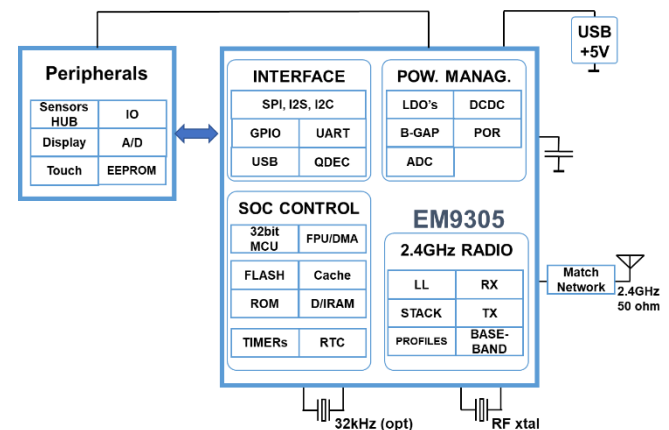 USB
+5V
Peripherals
Sensors
HUB
IO
Display
A/D
Touch
EEPROM
INTERFACE
SPI, I2S, I2C
GPIO
UART
USB
QDEC
POW. MANAG.
LDO's
DCDC
B-GAP
POR
ADC
SOC CONTROL
32bit
MCU
FPU/DMA
FLASH
Cache
ROM
D/IRAM
TIMERs
RTC
EM9305
2.4GHz RADIO
LL
RX
STACK
TX
PROFILES
BASE-
BAND
Match
Network
2.4GHz
50 ohm
32kHz (opt)
RF xtal